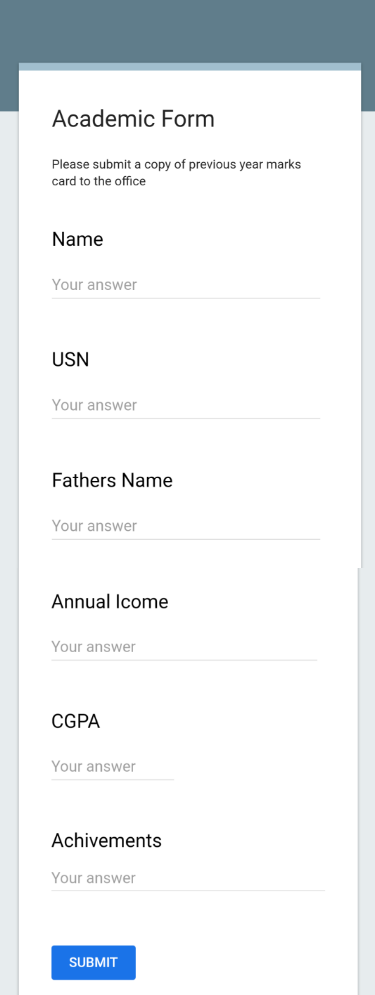 Academic Form
Please submit a copy of previous year marks
card to the office
Name
Your answer
USN
Your answer
Fathers Name
Your answer
Annual Icome
Your answer
CGPA
Your answer
Achivements
Your answer
SUBMIT